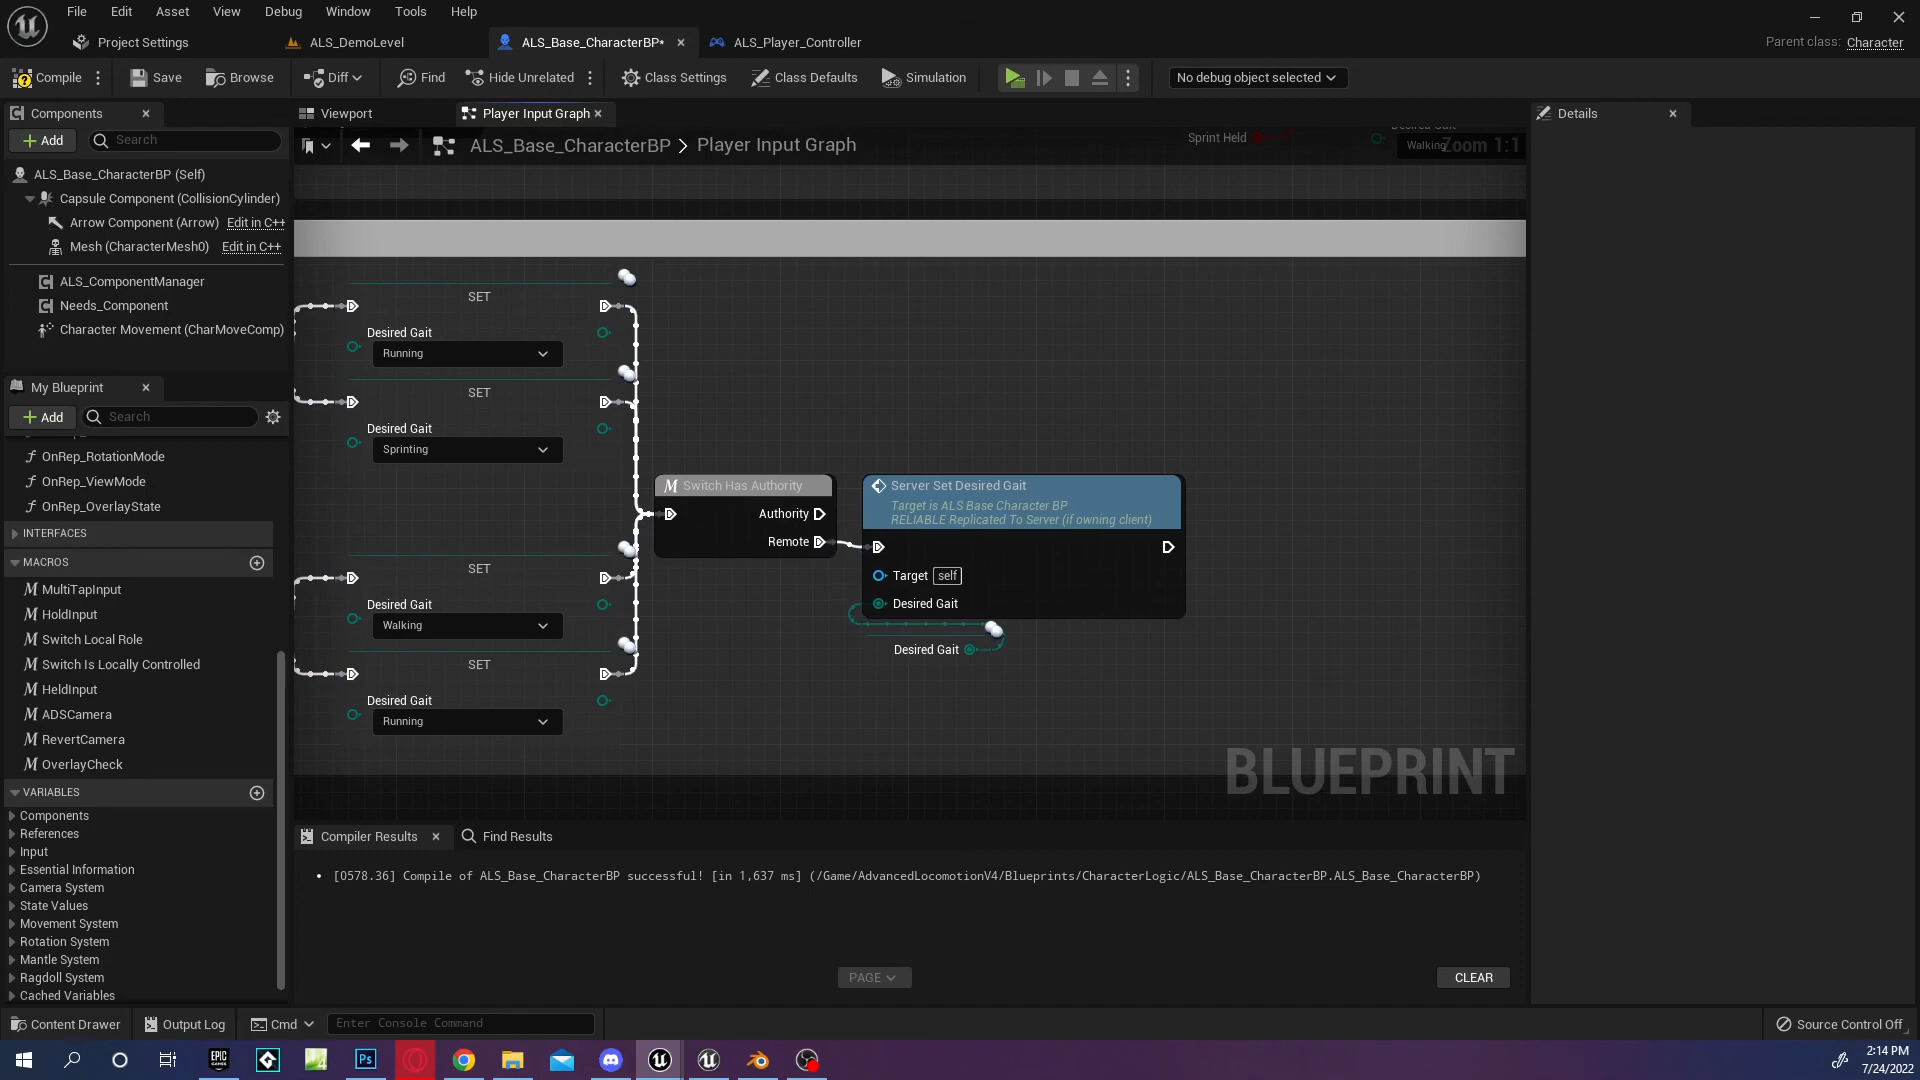 File Edit Asset View Debug Window Tools Help
Project Settings ALS_DemoLevel ALS_Base_CharacterBP* ALS_Player_Controller Parent class: Character
Compile Save Browse Diff Find Hide Unrelated Class Settings Class Defaults Simulation No debug object selected
Components Viewport Player Input Graph Details
Add Search ALS_Base_CharacterBP Player Input Graph Sprint Held Walking Zoom 1:1
ALS_Base_CharacterBP (Self)
Capsule Component (CollisionCylinder)
Arrow Component (Arrow) Edit in C++
Mesh (CharacterMesh0) Edit in C++
ALS_ComponentManager
Needs_Component
Character Movement (CharMoveComp)
SET
Desired Gait
Running
SET
Desired Gait
Sprinting
SET
Desired Gait
Walking
SET
Desired Gait
Running
Switch Has Authority
Authority
Remote
Server Set Desired Gait
Target is ALS Base Character BP
RELIABLE Replicated To Server (if owning client)
Target self
Desired Gait
Desired Gait
BLUEPRINT
My Blueprint
Add Search
OnRep_RotationMode
OnRep_ViewMode
OnRep_OverlayState
INTERFACES
MACROS
MultiTapInput
HoldInput
Switch Local Role
Switch Is Locally Controlled
HeldInput
ADSCamera
RevertCamera
OverlayCheck
VARIABLES
Components
References
Input
Essential Information
Camera System
State Values
Movement System
Rotation System
Mantle System
Ragdoll System
Cached Variables
Compiler Results Find Results
[0578.36] Compile of ALS_Base_CharacterBP successful! [in 1,637 ms] (/Game/AdvancedLocomotionV4/Blueprints/CharacterLogic/ALS_Base_CharacterBP.ALS_Base_CharacterBP)
PAGE CLEAR
Content Drawer Output Log Cmd Enter Console Command Source Control Off
2:14 PM
7/24/2022